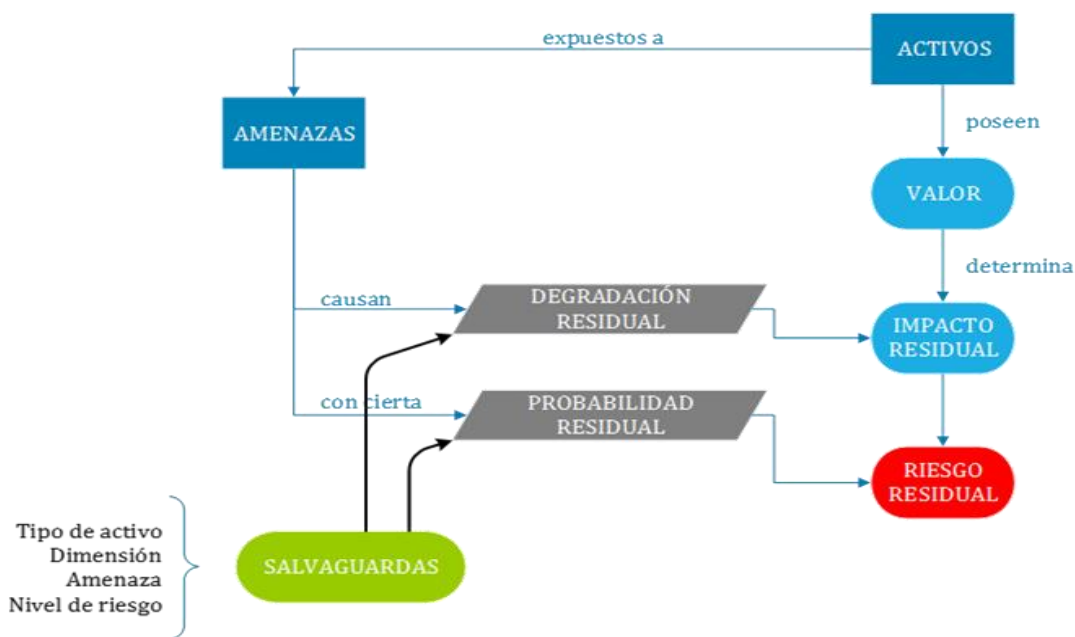 expuestos a
ACTIVOS
AMENAZAS
poseen
VALOR
determina
causan
DEGRADACIÓN
RESIDUAL
IMPACTO
RESIDUAL
con cierta
PROBABILIDAD
RESIDUAL
RIESGO
RESIDUAL
Tipo de activo
Dimensión
Amenaza
Nivel de riesgo
SALVAGUARDAS